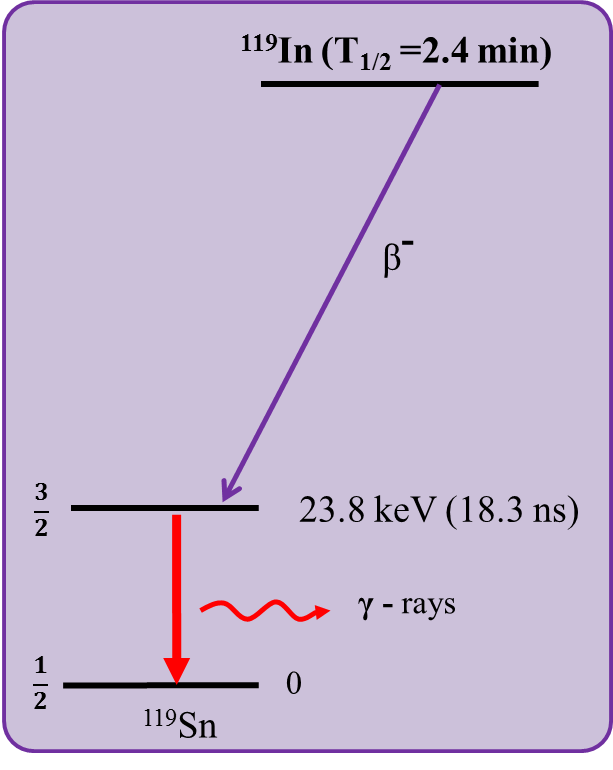 ¹¹⁹In (T₁/₂ =2.4 min)
β⁻
3/2
23.8 keV (18.3 ns)
γ - rays
1/2
0
¹¹⁹Sn